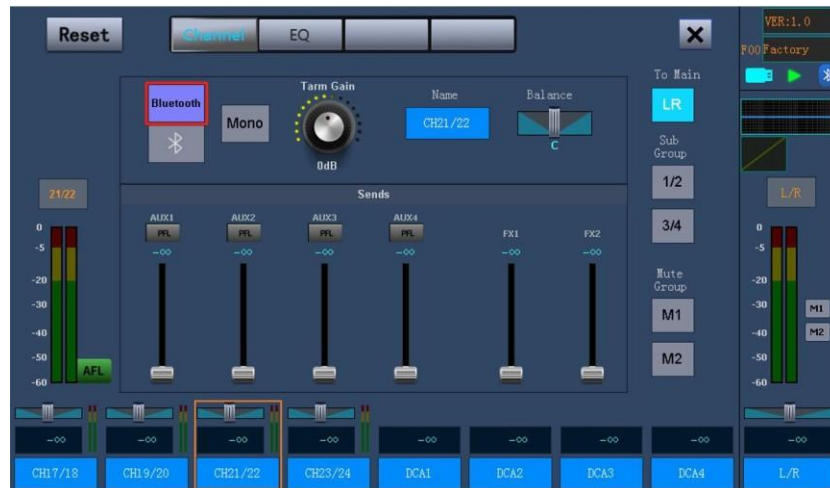 Reset
Channel
EQ
VER:1.0
F00 Factory
Bluetooth
Mono
Tarm Gain
0dB
Name
CH21/22
Balance
C
To Main
LR
Sub
Group
1/2
3/4
Mute
Group
M1
M2
21/22
0
-5
-20
-30
-40
-50
-60
AFL
Sends
AUX1 AUX2 AUX3 AUX4
PFL PFL PFL PFL FX1 FX2
-∞ -∞ -∞ -∞ -∞ -∞
L/R
0
-5
-20
-30
-40
-50
-60
M1
M2
-∞ -∞ -∞ -∞ -∞ -∞ -∞ -∞ -∞
CH17/18 CH19/20 CH21/22 CH23/24 DCA1 DCA2 DCA3 DCA4 L/R